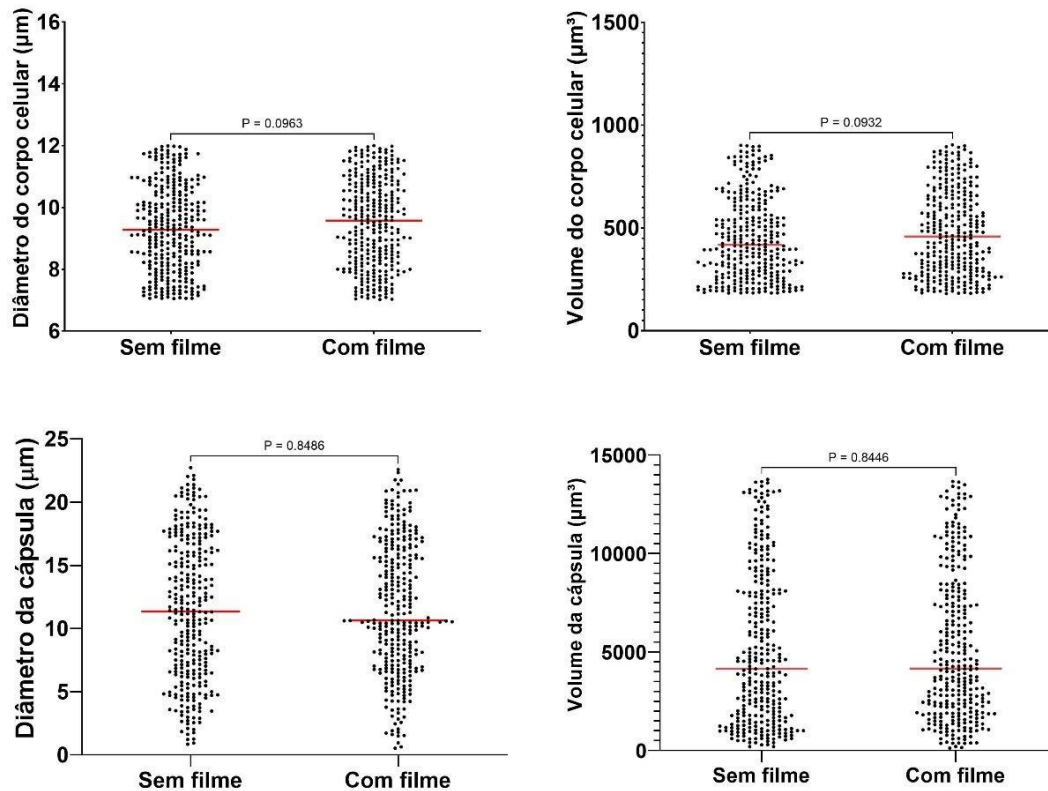 Diâmetro do corpo celular (μm)
16
14
12
10
8
6
P = 0.0963
Sem filme
Com filme
Volume do corpo celular (μm³)
1500
1000
500
0
P = 0.0932
Sem filme
Com filme
Diâmetro da cápsula (μm)
25
20
15
10
5
0
P = 0.8486
Sem filme
Com filme
Volume da cápsula (μm³)
15000
10000
5000
0
P = 0.8446
Sem filme
Com filme